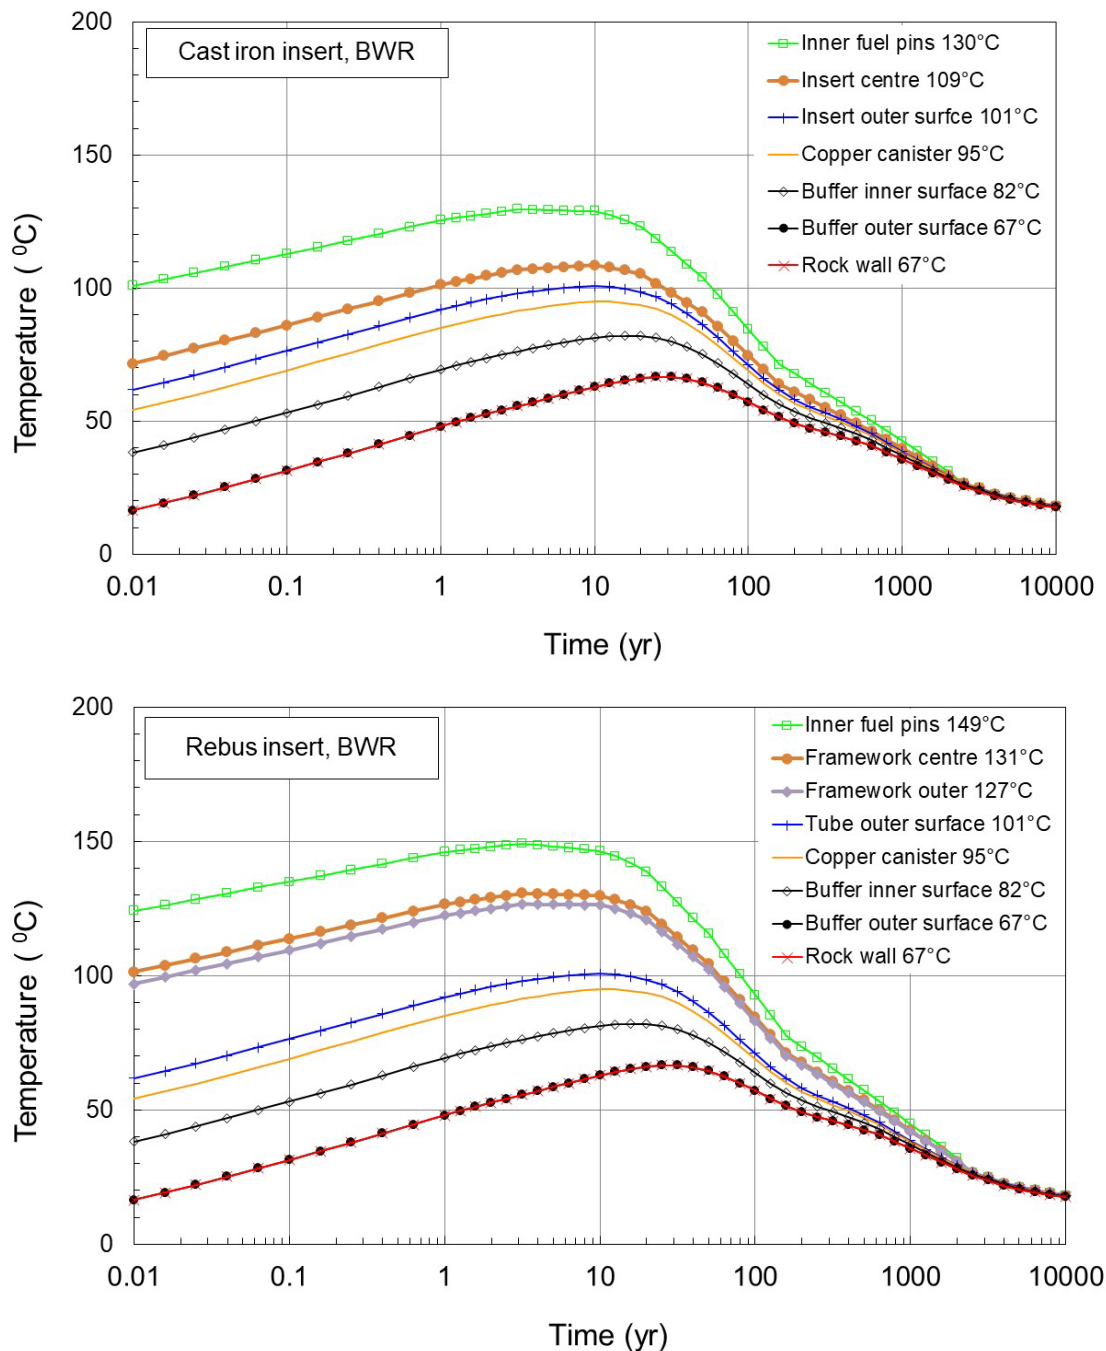 200
Cast iron insert, BWR
Inner fuel pins 130°C
Insert centre 109°C
Insert outer surfce 101°C
Copper canister 95°C
Buffer inner surface 82°C
Buffer outer surface 67°C
Rock wall 67°C
150
100
50
0
Temperature ( ⁰C)
0.01 0.1 1 10 100 1000 10000
Time (yr)
200
Rebus insert, BWR
Inner fuel pins 149°C
Framework centre 131°C
Framework outer 127°C
Tube outer surface 101°C
Copper canister 95°C
Buffer inner surface 82°C
Buffer outer surface 67°C
Rock wall 67°C
150
100
50
0
Temperature ( ⁰C)
0.01 0.1 1 10 100 1000 10000
Time (yr)